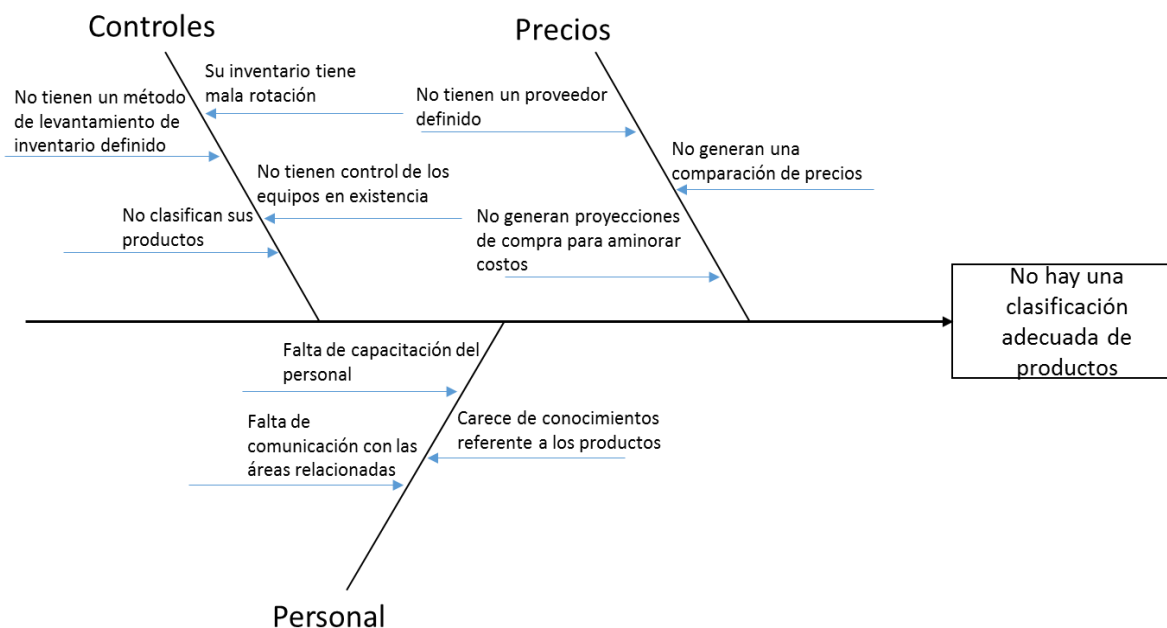 Controles
Precios
Su inventario tiene
mala rotación
No tienen un método
de levantamiento de
inventario definido
No tienen un proveedor
definido
No generan una
comparación de precios
No tienen control de los
equipos en existencia
No clasifican sus
productos
No generan proyecciones
de compra para aminorar
costos
No hay una
clasificación
adecuada de
productos
Falta de capacitación del
personal
Falta de
comunicación con las
áreas relacionadas
Carece de conocimientos
referente a los productos
Personal